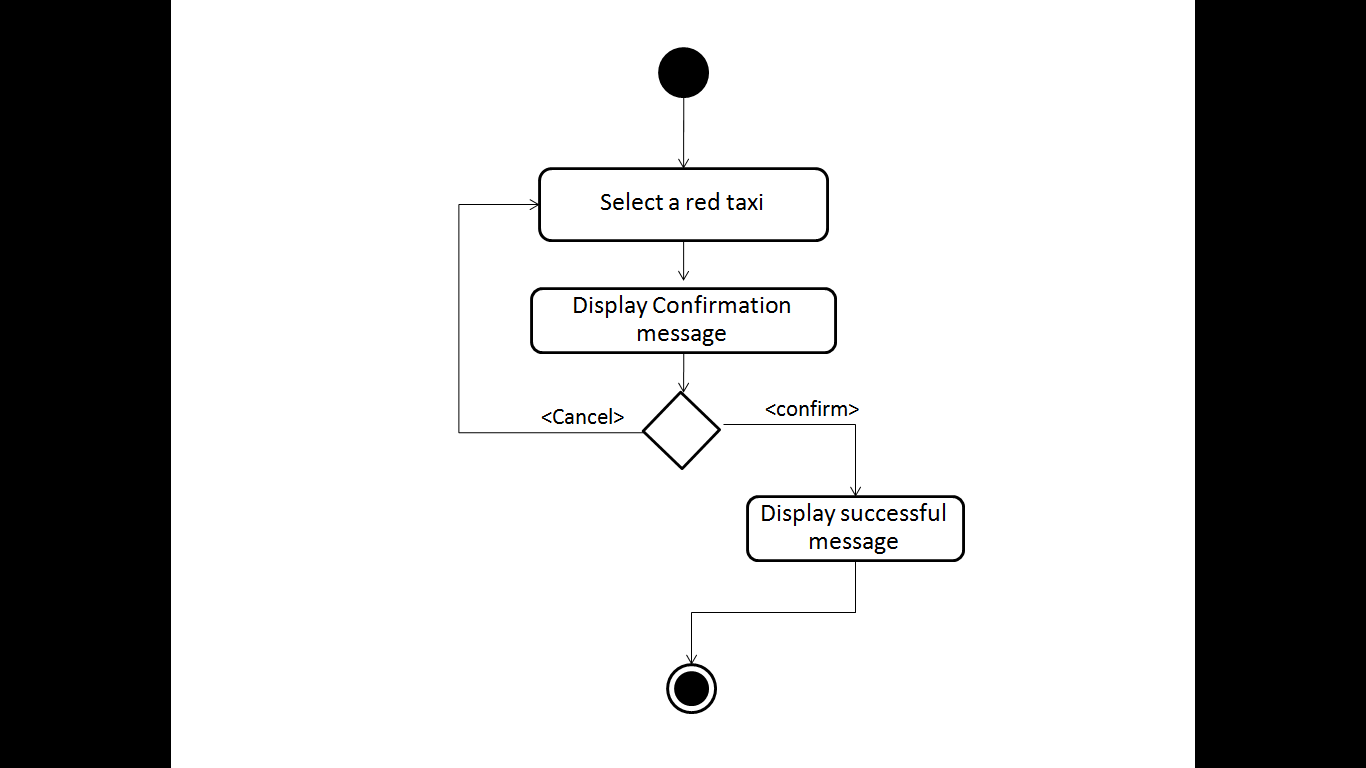 Select a red taxi
Display Confirmation
message
<Cancel>
<confirm>
Display successful
message